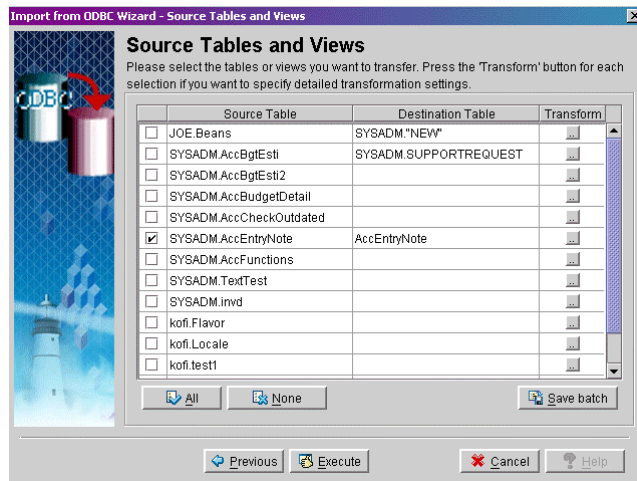 Import from ODBC Wizard - Source Tables and Views
ODBC
Source Tables and Views
Please select the tables or views you want to transfer. Press the 'Transform' button for each
selection if you want to specify detailed transformation settings.
Source Table Destination Table Transform
JOE.Beans SYSADM."NEW" ...
SYSADM.AccBgtEsti SYSADM.SUPPORTREQUEST ...
SYSADM.AccBgtEsti2 ...
SYSADM.AccBudgetDetail ...
SYSADM.AccCheckOutdated ...
SYSADM.AccEntryNote AccEntryNote ...
SYSADM.AccFunctions ...
SYSADM.TextTest ...
SYSADM.invd ...
kofi.Flavor ...
kofi.Locale ...
kofi.test1 ...
All None Save batch
Previous Execute Cancel Help